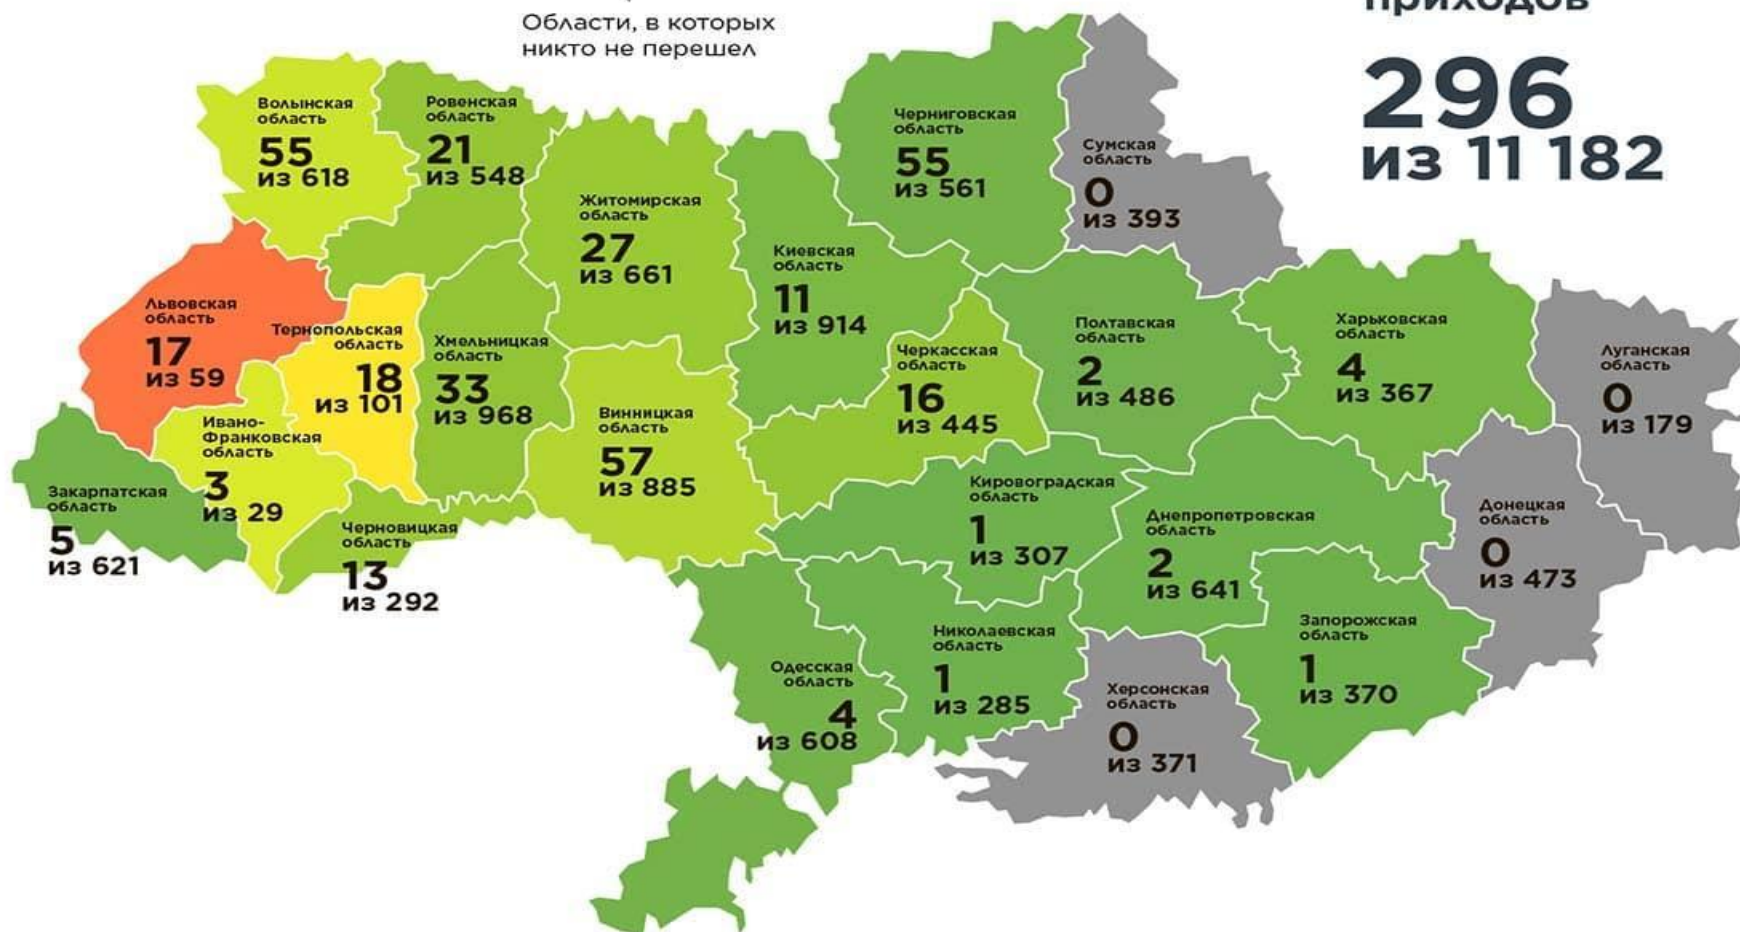 Области, в которых
никто не перешел
приходов
296
из 11 182
Волынская
область
55
из 618
Ровенская
область
21
из 548
Житомирская
область
27
из 661
Киевская
область
11
из 914
Черниговская
область
55
из 561
Сумская
область
0
из 393
Львовская
область
17
из 59
Тернопольская
область
18
из 101
Хмельницкая
область
33
из 968
Винницкая
область
57
из 885
Черкасская
область
16
из 445
Полтавская
область
2
из 486
Харьковская
область
4
из 367
Луганская
область
0
из 179
Ивано-
Франковская
область
3
из 29
Закарпатская
область
5
из 621
Черновицкая
область
13
из 292
Кировоградская
область
1
из 307
Днепропетровская
область
2
из 641
Донецкая
область
0
из 473
Одесская
область
4
из 608
Николаевская
область
1
из 285
Херсонская
область
0
из 371
Запорожская
область
1
из 370